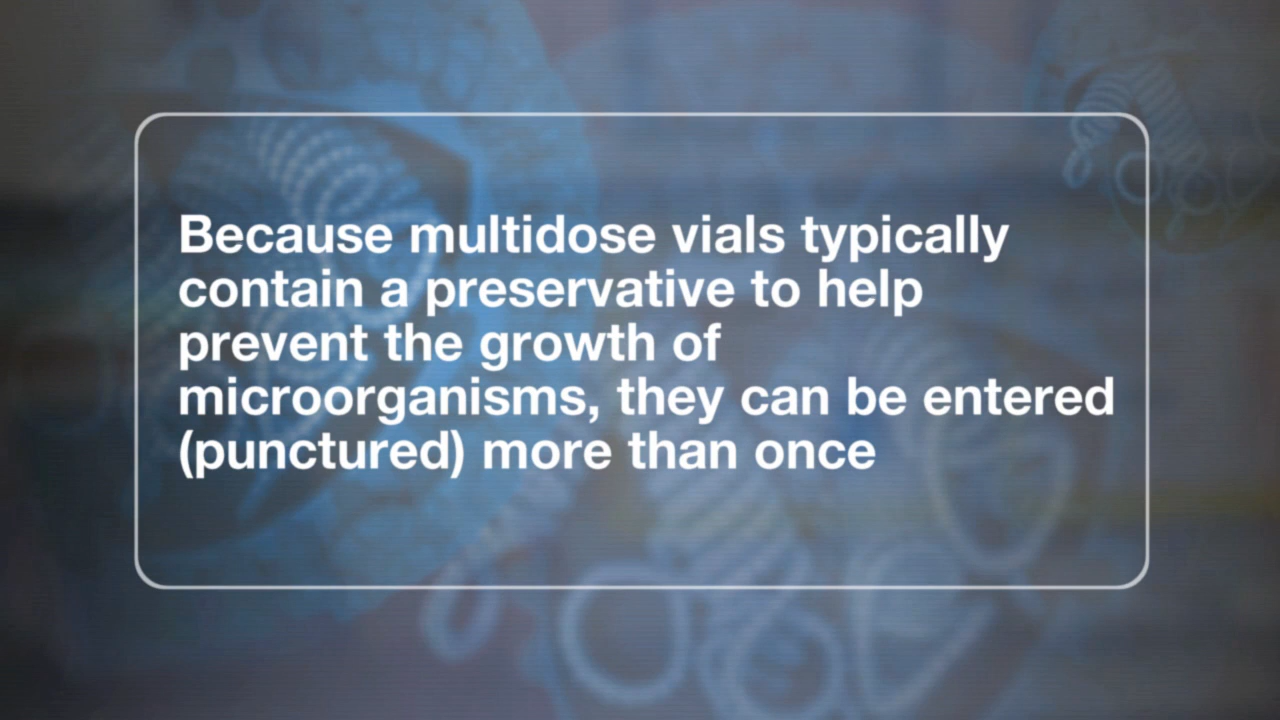 Because multidose vials typically
contain a preservative to help
prevent the growth of
microorganisms, they can be entered
(punctured) more than once